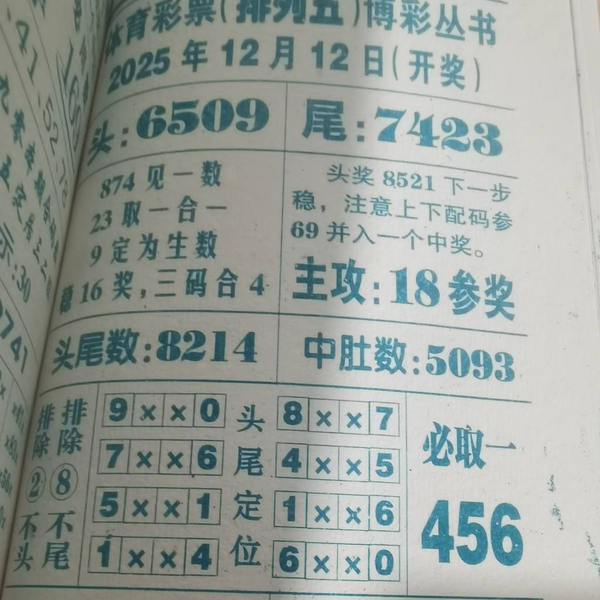 体育彩票(排列五)博彩丛书
2025年12月12日(开奖)
头:6509
尾:7423
874见一数
23取一合一
9定为生数
稳16奖,三码合4
头奖8521下一步
稳,注意上下配码参
69并入一个中奖。
主攻:18参奖
头尾数:8214
中肚数:5093
排除②不头
排除⑧不尾
9××0
7××6
5××1
1××4
头尾定位
8××7
4××5
1××6
6××0
必取一
456
.41.52.78
:30
0741